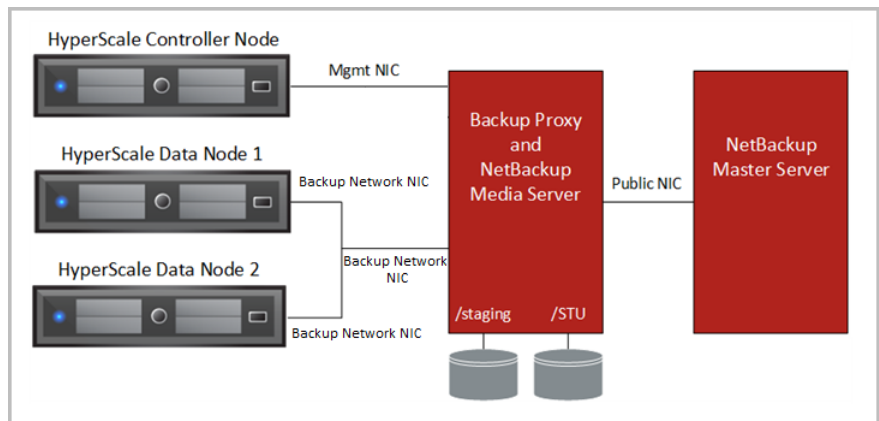 HyperScale Controller Node
Mgmt NIC
Backup Proxy
and
NetBackup
Media Server
NetBackup
Master Server
HyperScale Data Node 1
Backup Network NIC
Public NIC
Backup Network
NIC
HyperScale Data Node 2
Backup Network NIC
/staging
/STU